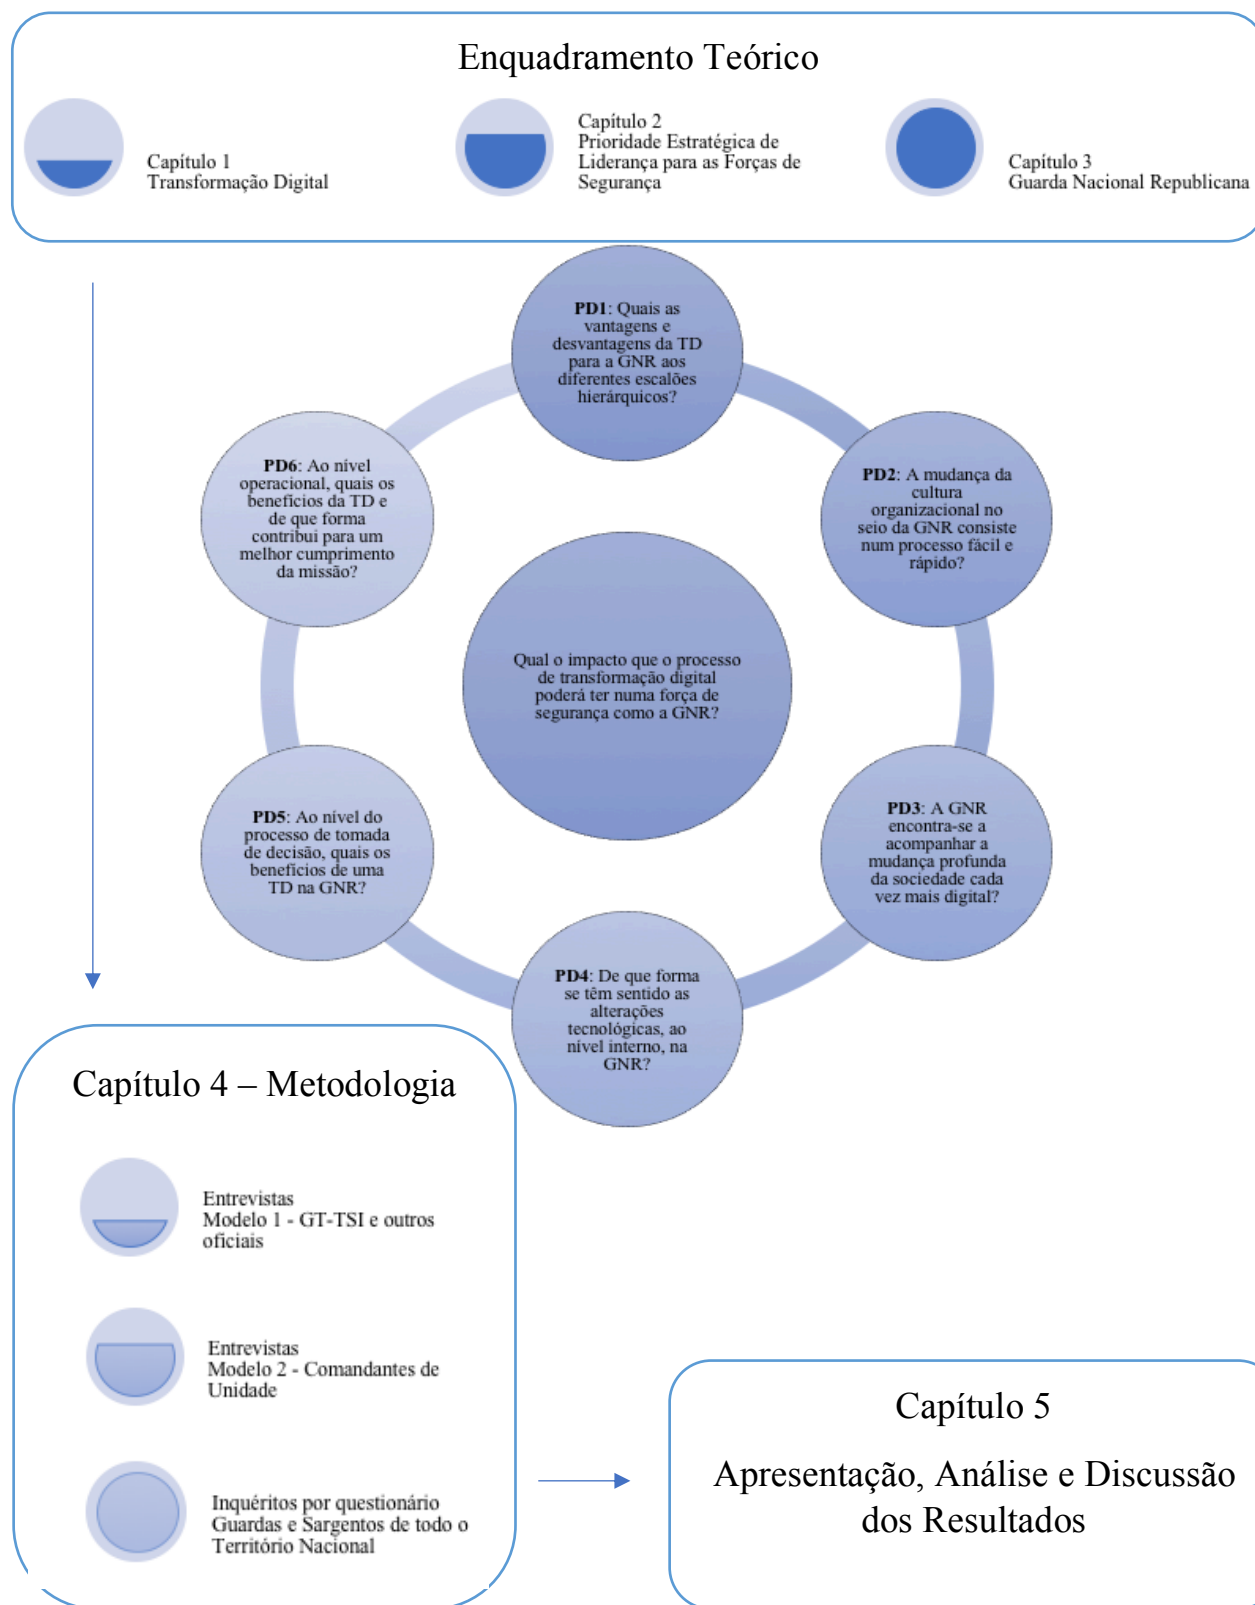 Enquadramento Teórico
Capítulo 1
Transformação Digital
Capítulo 2
Prioridade Estratégica de
Liderança para as Forças de
Segurança
Capítulo 3
Guarda Nacional Republicana
PD1: Quais as
vantagens e
desvantagens da TD
para a GNR aos
diferentes escalões
hierárquicos?
PD2: A mudança da
cultura
organizacional no
seio da GNR consiste
num processo fácil e
rápido?
PD3: A GNR
encontra-se a
acompanhar a
mudança profunda
da sociedade cada
vez mais digital?
PD4: De que forma
se têm sentido as
alterações
tecnológicas, ao
nível interno, na
GNR?
PD5: Ao nível do
processo de tomada
de decisão, quais os
benefícios de uma
TD na GNR?
PD6: Ao nível
operacional, quais os
benefícios da TD e
de que forma
contribui para um
melhor cumprimento
da missão?
Qual o impacto que o processo
de transformação digital
poderá ter numa força de
segurança como a GNR?
Capítulo 4 – Metodologia
Entrevistas
Modelo 1 - GT-TSI e outros
oficiais
Entrevistas
Modelo 2 - Comandantes de
Unidade
Inquéritos por questionário
Guardas e Sargentos de todo o
Território Nacional
Capítulo 5
Apresentação, Análise e Discussão
dos Resultados